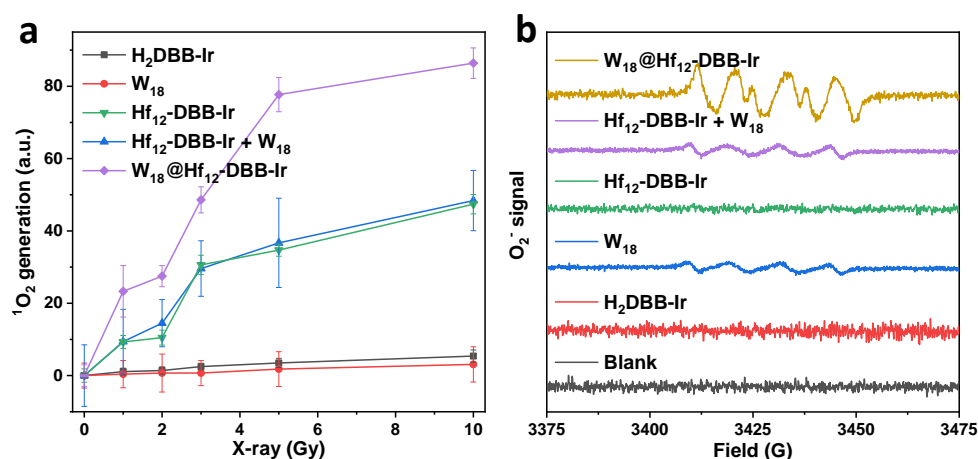 a
¹O₂ generation (a.u.)
80
60
40
20
0
H₂DBB-Ir
W₁₈
Hf₁₂-DBB-Ir
Hf₁₂-DBB-Ir + W₁₈
W₁₈@Hf₁₂-DBB-Ir
0 2 4 6 8 10
X-ray (Gy)
b
O₂⁻ signal
W₁₈@Hf₁₂-DBB-Ir
Hf₁₂-DBB-Ir + W₁₈
Hf₁₂-DBB-Ir
W₁₈
H₂DBB-Ir
Blank
3375 3400 3425 3450 3475
Field (G)